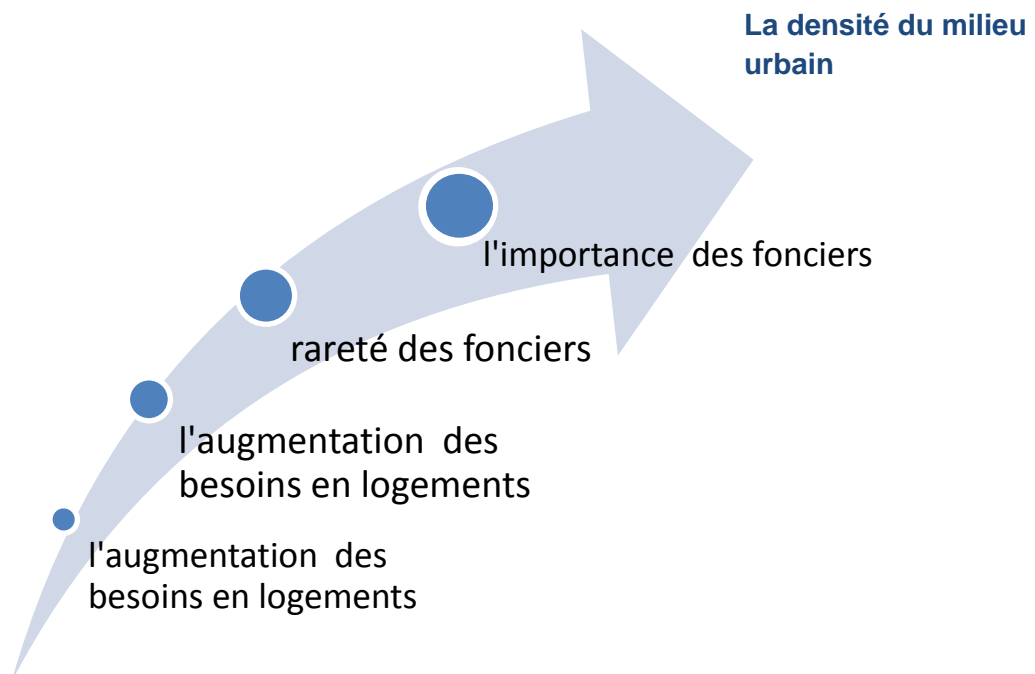 La densité du milieu
urbain
l'importance des fonciers
rareté des fonciers
l'augmentation des
besoins en logements
l'augmentation des
besoins en logements